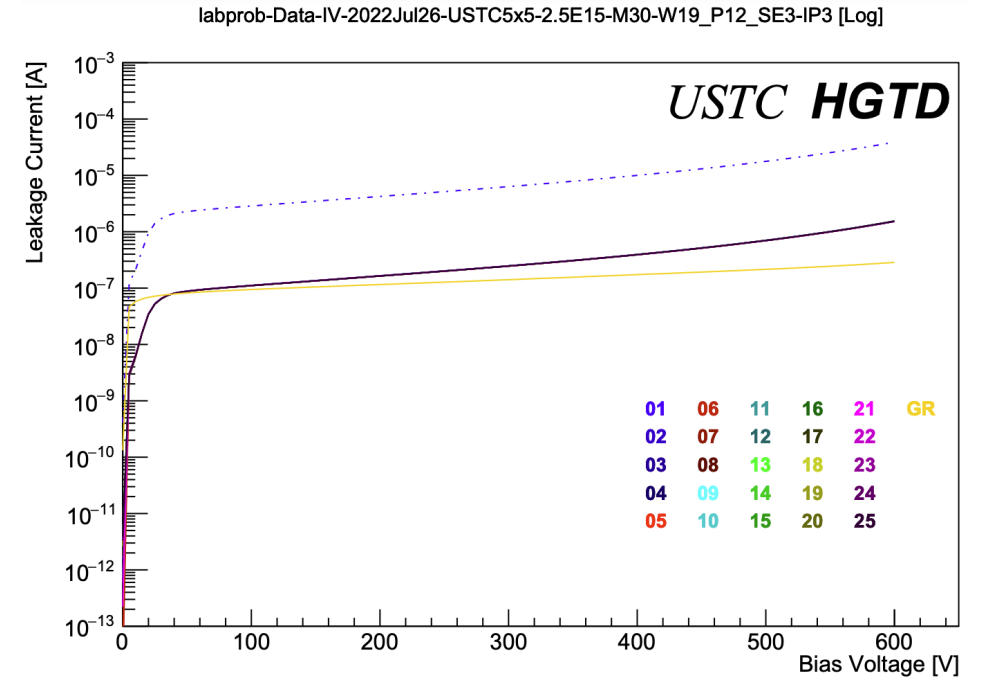 labprob-Data-IV-2022Jul26-USTC5x5-2.5E15-M30-W19_P12_SE3-IP3 [Log]
Leakage Current [A]
USTC HGTD
10⁻³
10⁻⁴
10⁻⁵
10⁻⁶
10⁻⁷
10⁻⁸
10⁻⁹
10⁻¹⁰
10⁻¹¹
10⁻¹²
10⁻¹³
01 06 11 16 21 GR
02 07 12 17 22
03 08 13 18 23
04 09 14 19 24
05 10 15 20 25
0 100 200 300 400 500 600
Bias Voltage [V]